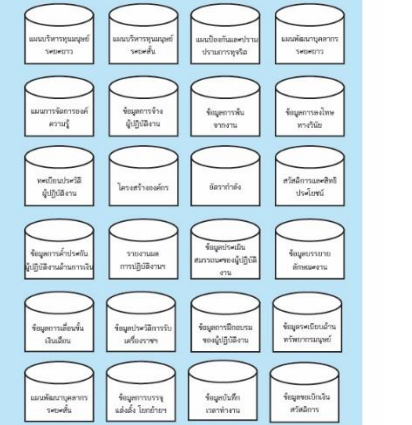 แผนบริหารทุนมนุษย์
ระยะยาว
แผนบริหารทุนมนุษย์
ระยะสั้น
แผนป้องกันและปราบ
ปรามการทุจริต
แผนพัฒนาบุคลากร
ระยะยาว
แผนการจัดการองค์
ความรู้
ข้อมูลการจ้าง
ผู้ปฏิบัติงาน
ข้อมูลการพ้น
จากงาน
ข้อมูลการลงโทษ
ทางวินัย
ทะเบียนประวัติ
ผู้ปฏิบัติงาน
โครงสร้างองค์กร
อัตรากำลัง
สวัสดิการและสิทธิ
ประโยชน์
ข้อมูลการค้ำประกัน
ผู้ปฏิบัติงานด้านการเงิน
รายงานผล
การปฏิบัติงานฯ
ข้อมูลประเมิน
สมรรถนะของผู้ปฏิบัติ
งาน
ข้อมูลบรรยาย
ลักษณะงาน
ข้อมูลการเลื่อนขั้น
เงินเดือน
ข้อมูลประวัติการรับ
เครื่องราชฯ
ข้อมูลการฝึกอบรม
ของผู้ปฏิบัติงาน
ข้อมูลระเบียบด้าน
ทรัพยากรมนุษย์
แผนพัฒนาบุคลากร
ระยะสั้น
ข้อมูลการบรรจุ
แต่งตั้ง โยกย้ายฯ
ข้อมูลบันทึก
เวลาทำงาน
ข้อมูลขอเบิกเงิน
สวัสดิการ